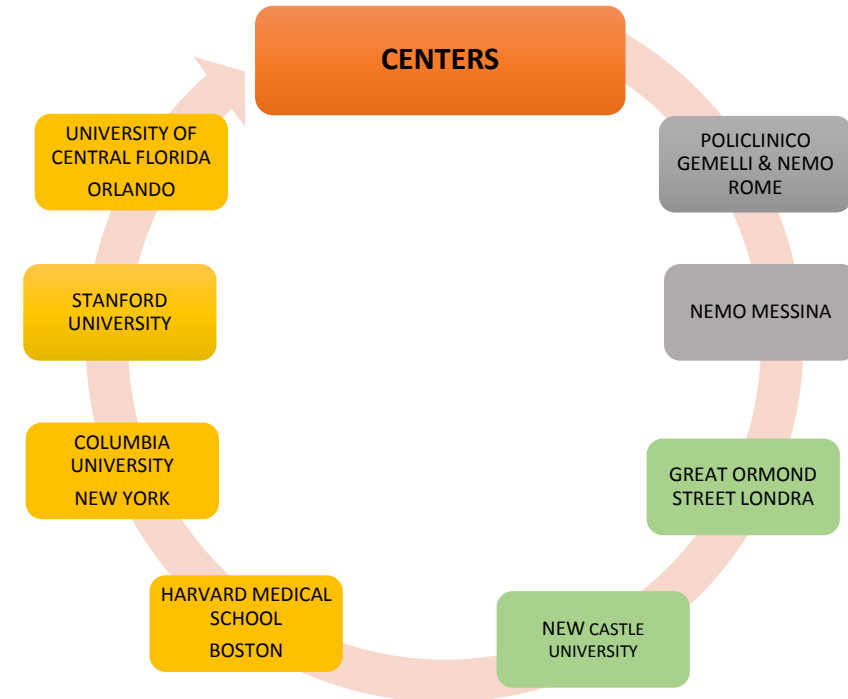 CENTERS
POLICLINICO
GEMELLI & NEMO
ROME
NEMO MESSINA
GREAT ORMOND
STREET LONDRA
NEW CASTLE
UNIVERSITY
HARVARD MEDICAL
SCHOOL
BOSTON
COLUMBIA
UNIVERSITY
NEW YORK
STANFORD
UNIVERSITY
UNIVERSITY OF
CENTRAL FLORIDA
ORLANDO